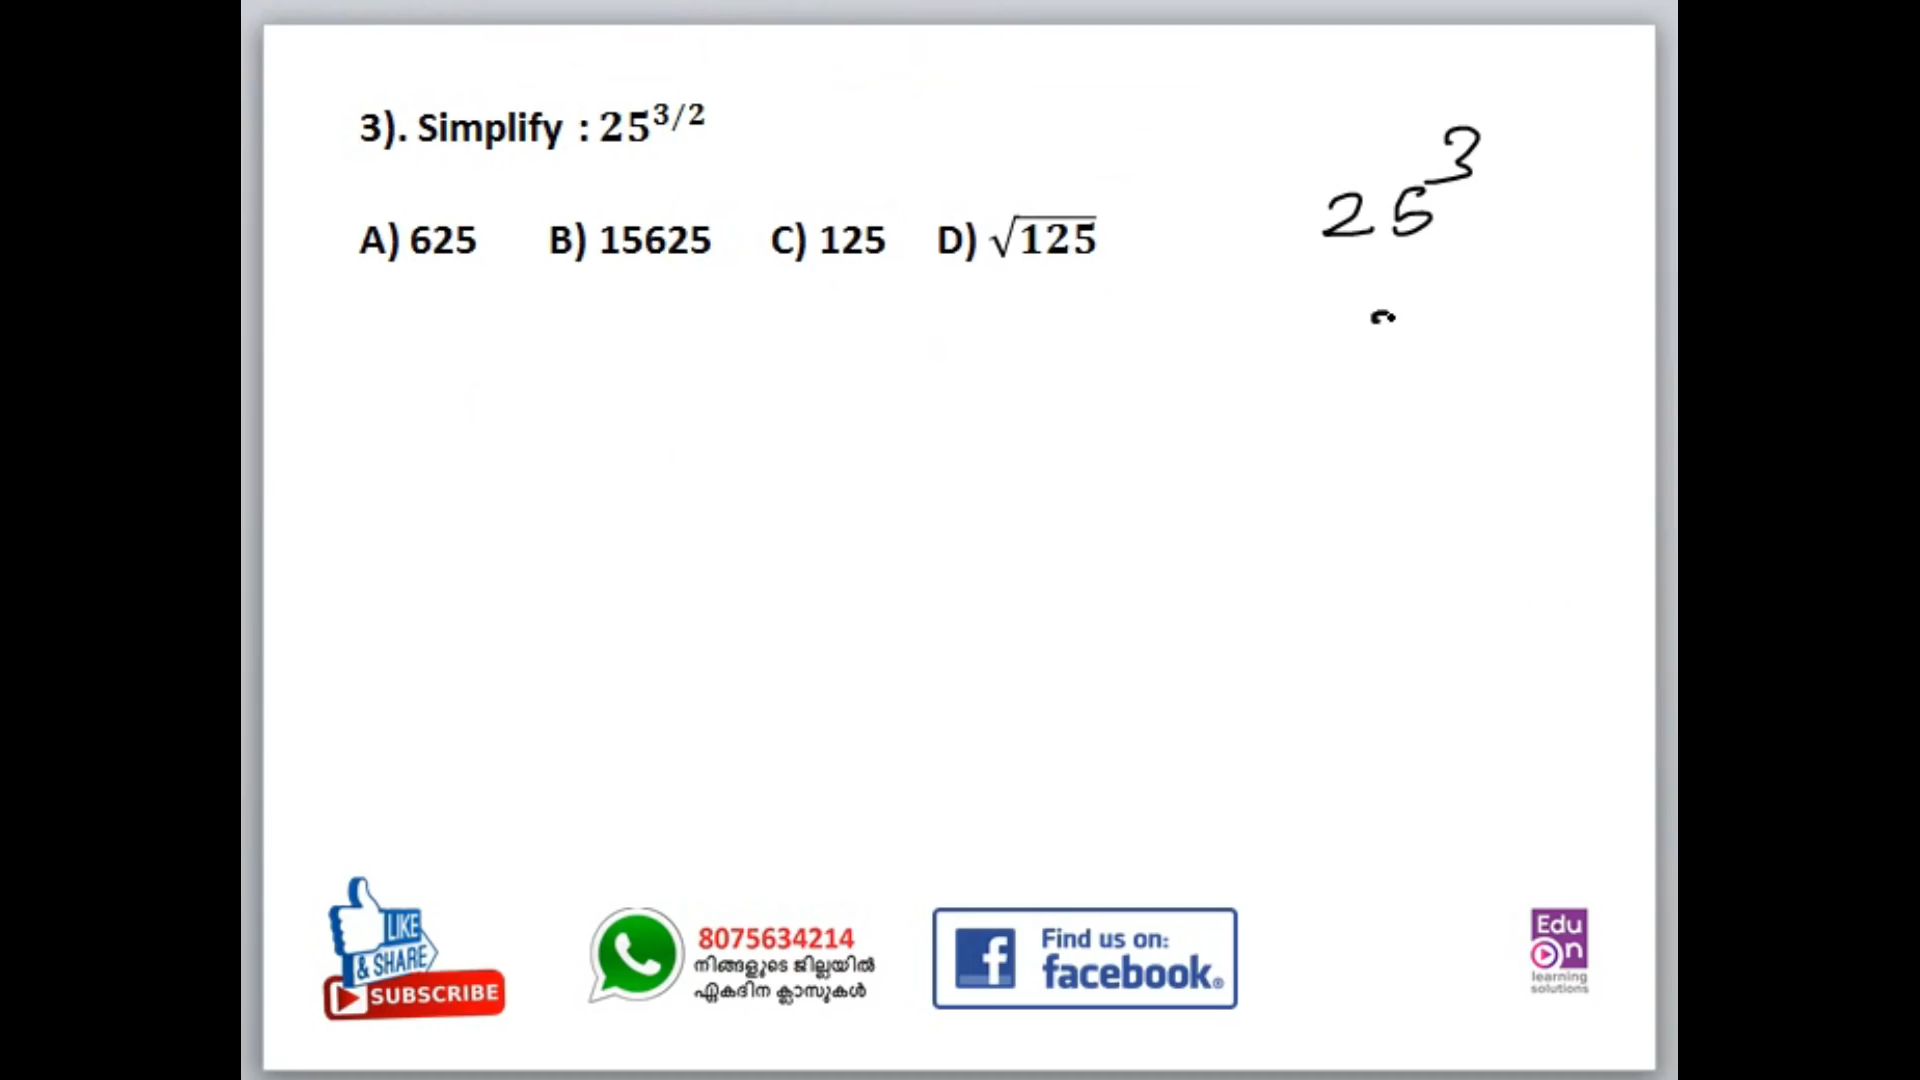 3). Simplify : 25^{3/2}
A) 625 B) 15625 C) 125 D) √125
25^3
LIKE
& SHARE
SUBSCRIBE
8075634214
നിങ്ങളുടെ ജില്ലയിൽ
ഏകദിന ക്ലാസുകൾ
Find us on:
facebook®
Edu
On
learning
solutions